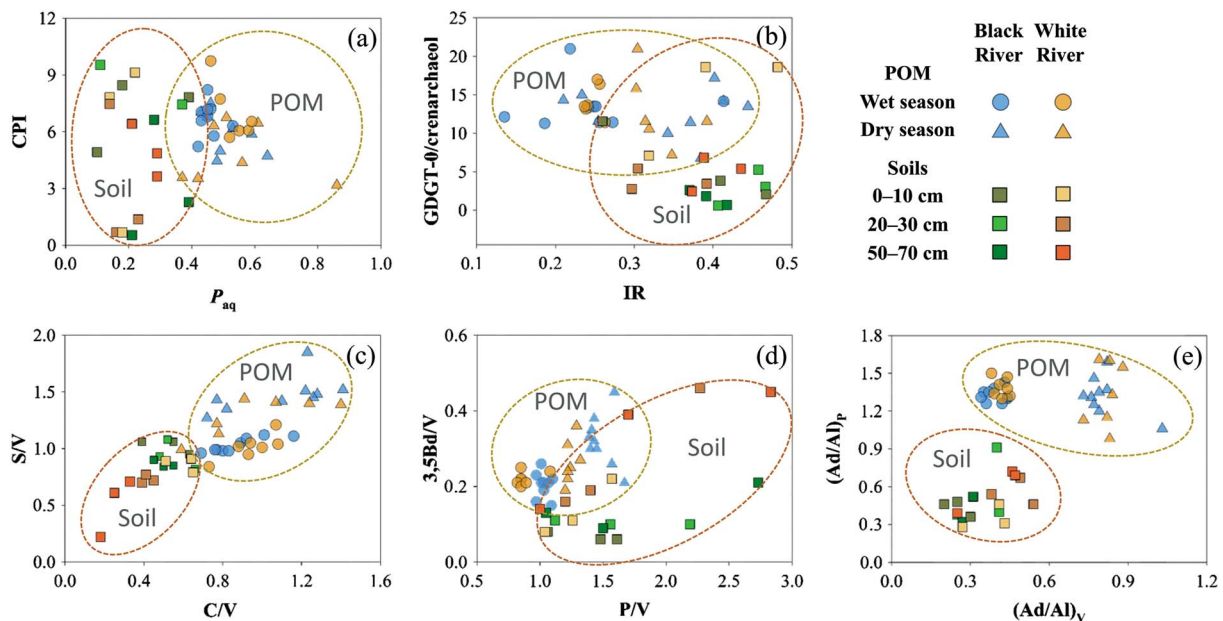 (a)
CPI
12
9
6
3
0
Soil
POM
0.0 0.2 0.4 0.6 0.8 1.0
Paq
(b)
GDGT-0/crenarchaeol
25
20
15
10
5
0
POM
Soil
0.1 0.2 0.3 0.4 0.5
IR
Black River
White River
POM
Wet season
Dry season
Soils
0–10 cm
20–30 cm
50–70 cm
(c)
S/V
2.0
1.5
1.0
0.5
0.0
POM
Soil
0.0 0.4 0.8 1.2 1.6
C/V
(d)
3,5Bd/V
0.6
0.4
0.2
0.0
POM
Soil
0.5 1.0 1.5 2.0 2.5 3.0
P/V
(e)
(Ad/Al)P
1.8
1.5
1.2
0.9
0.6
0.3
0.0
POM
Soil
0.0 0.3 0.6 0.9 1.2
(Ad/Al)V